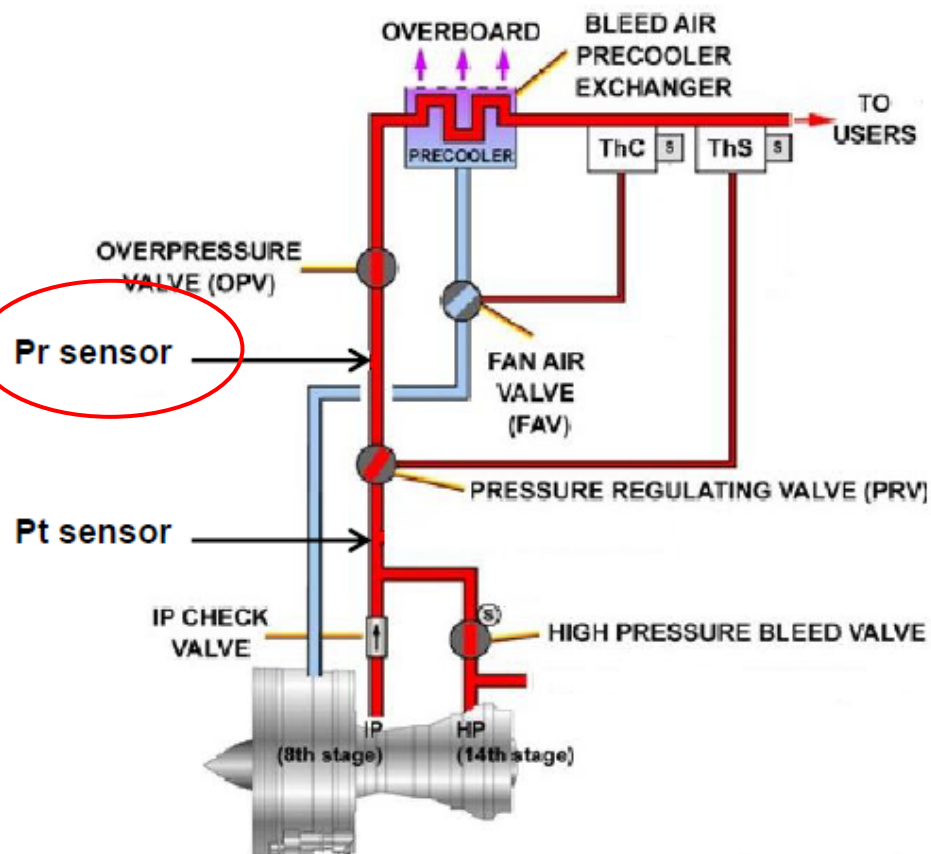 OVERBOARD
BLEED AIR
PRECOOLER
EXCHANGER
TO
USERS
PRECOOLER
ThC
S
ThS
S
OVERPRESSURE
VALVE (OPV)
Pr sensor
FAN AIR
VALVE
(FAV)
PRESSURE REGULATING VALVE (PRV)
Pt sensor
IP CHECK
VALVE
S
HIGH PRESSURE BLEED VALVE
IP
(8th stage)
HP
(14th stage)